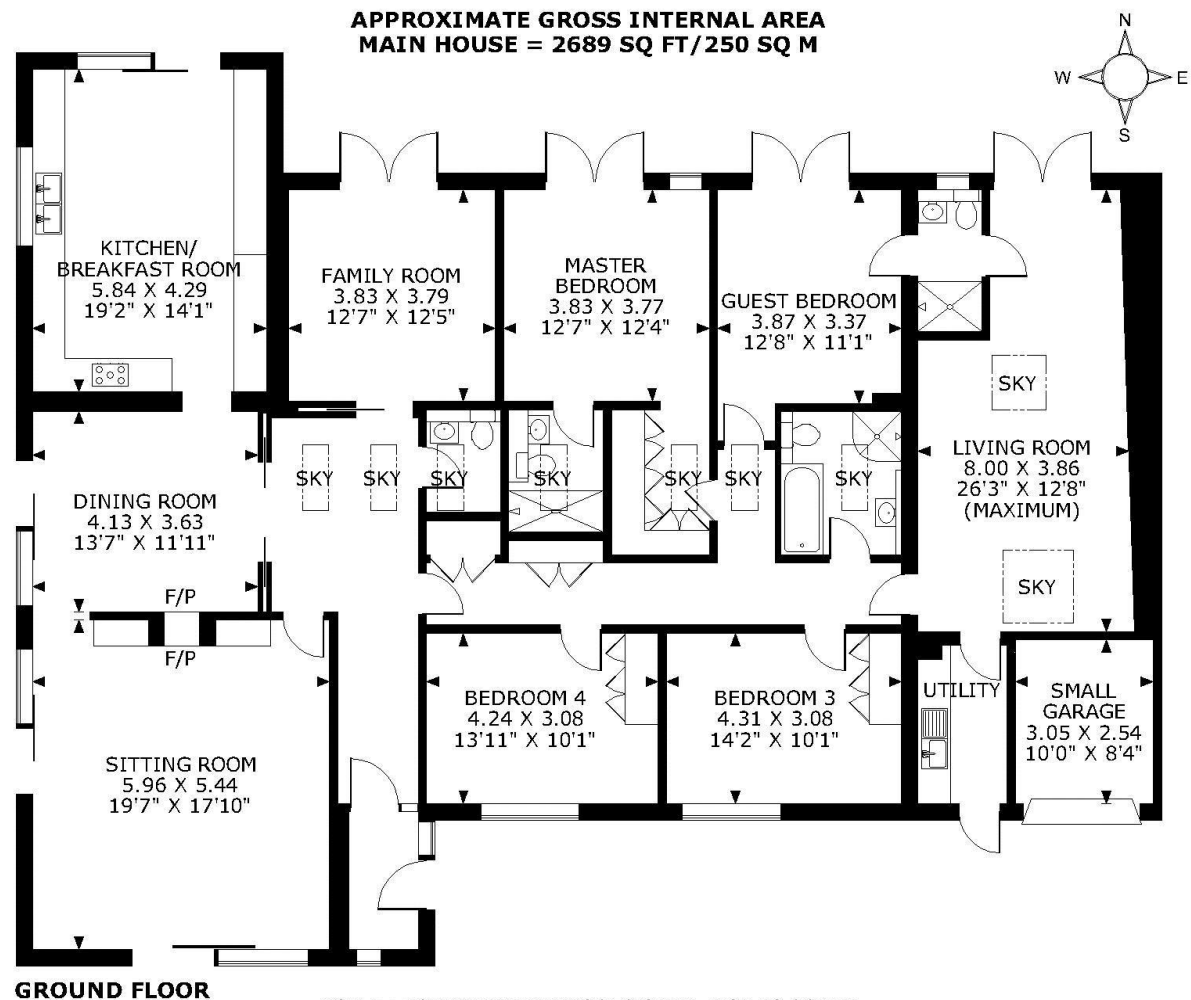 APPROXIMATE GROSS INTERNAL AREA
MAIN HOUSE = 2689 SQ FT/250 SQ M
N
W
E
S
KITCHEN/
BREAKFAST ROOM
5.84 X 4.29
19'2" X 14'1"
FAMILY ROOM
3.83 X 3.79
12'7" X 12'5"
MASTER
BEDROOM
3.83 X 3.77
12'7" X 12'4"
GUEST BEDROOM
3.87 X 3.37
12'8" X 11'1"
SKY
LIVING ROOM
8.00 X 3.86
26'3" X 12'8"
(MAXIMUM)
SKY
SKY
SKY
SKY
SKY
SKY
SKY
SKY
DINING ROOM
4.13 X 3.63
13'7" X 11'11"
F/P
F/P
SITTING ROOM
5.96 X 5.44
19'7" X 17'10"
BEDROOM 4
4.24 X 3.08
13'11" X 10'1"
BEDROOM 3
4.31 X 3.08
14'2" X 10'1"
UTILITY
SMALL
GARAGE
3.05 X 2.54
10'0" X 8'4"
GROUND FLOOR